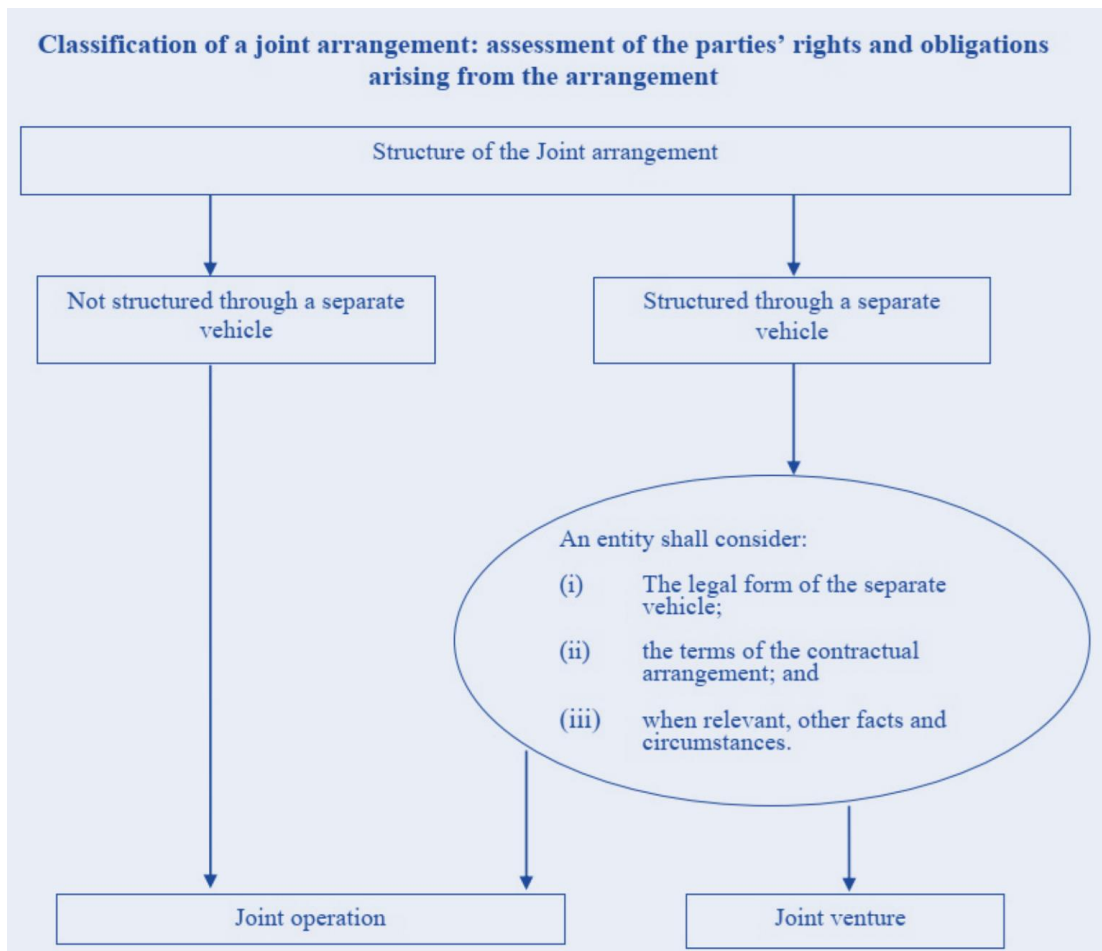 Classification of a joint arrangement: assessment of the parties’ rights and obligations
arising from the arrangement
Structure of the Joint arrangement
Not structured through a separate
vehicle
Structured through a separate
vehicle
An entity shall consider:
(i) The legal form of the separate
vehicle;
(ii) the terms of the contractual
arrangement; and
(iii) when relevant, other facts and
circumstances.
Joint operation
Joint venture